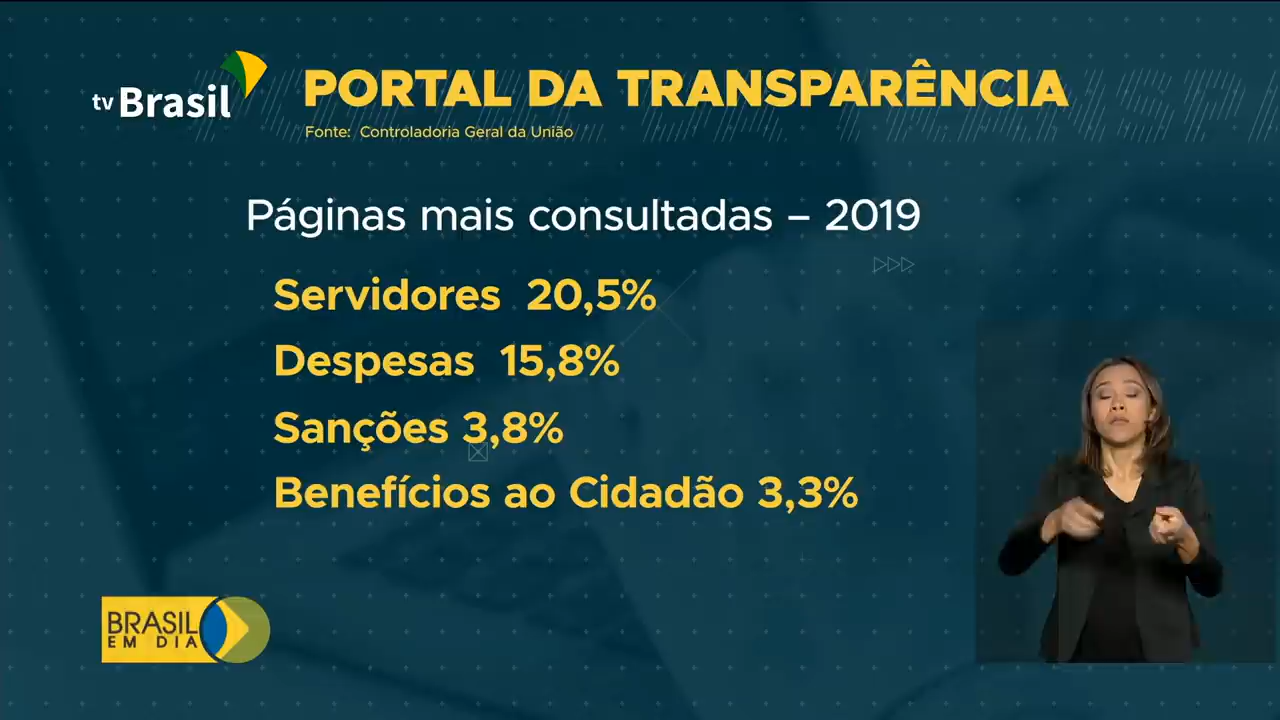 tv Brasil
PORTAL DA TRANSPARÊNCIA
Fonte: Controladoria Geral da União
Páginas mais consultadas – 2019
Servidores 20,5%
Despesas 15,8%
Sanções 3,8%
Benefícios ao Cidadão 3,3%
BRASIL
EM DIA